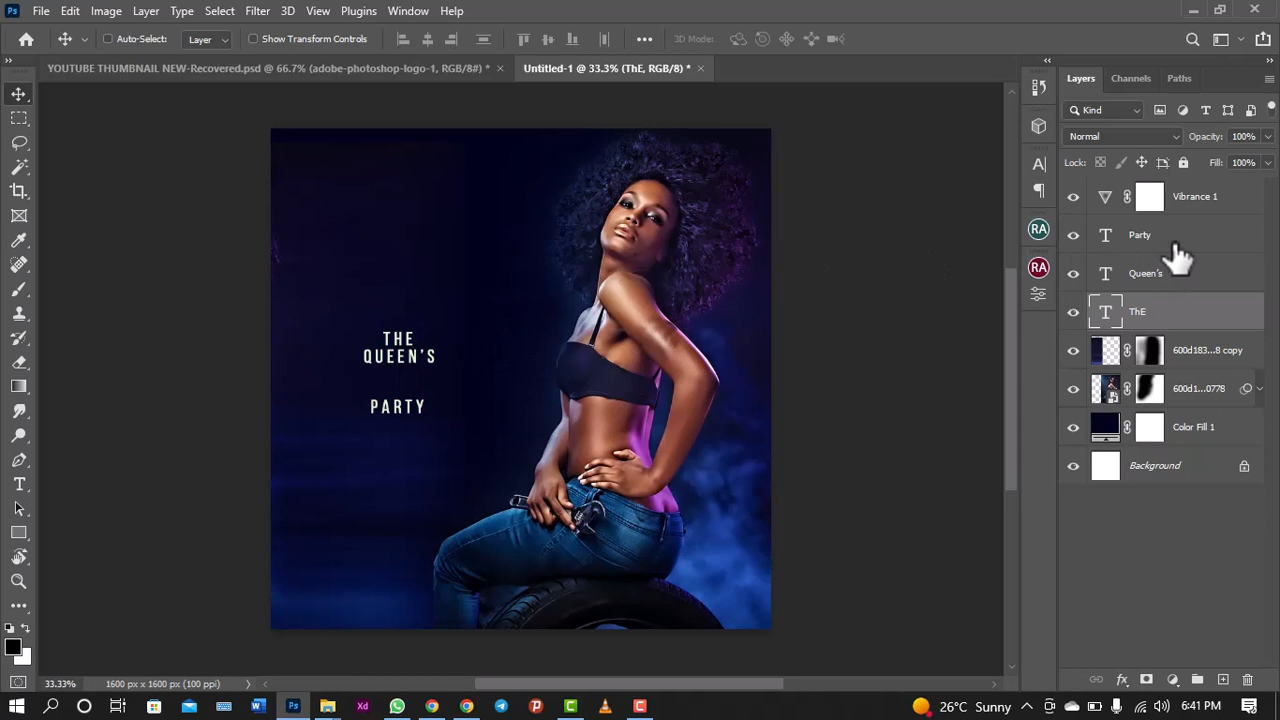 Ps File Edit Image Layer Type Select Filter 3D View Plugins Window Help
Auto-Select: Layer Show Transform Controls 3D Mode:
YOUTUBE THUMBNAIL NEW-Recovered.psd @ 66.7% (adobe-photoshop-logo-1, RGB/8#) * × Untitled-1 @ 33.3% (ThE, RGB/8) * ×
Layers Channels Paths
Kind
Normal Opacity: 100%
Lock: Fill: 100%
Vibrance 1
Party
Queen's
ThE
600d183...8 copy
600d1...0778
Color Fill 1
Background
RA
RA
THE
QUEEN'S
PARTY
33.33% 1600 px x 1600 px (100 ppi)
26°C Sunny 6:41 PM